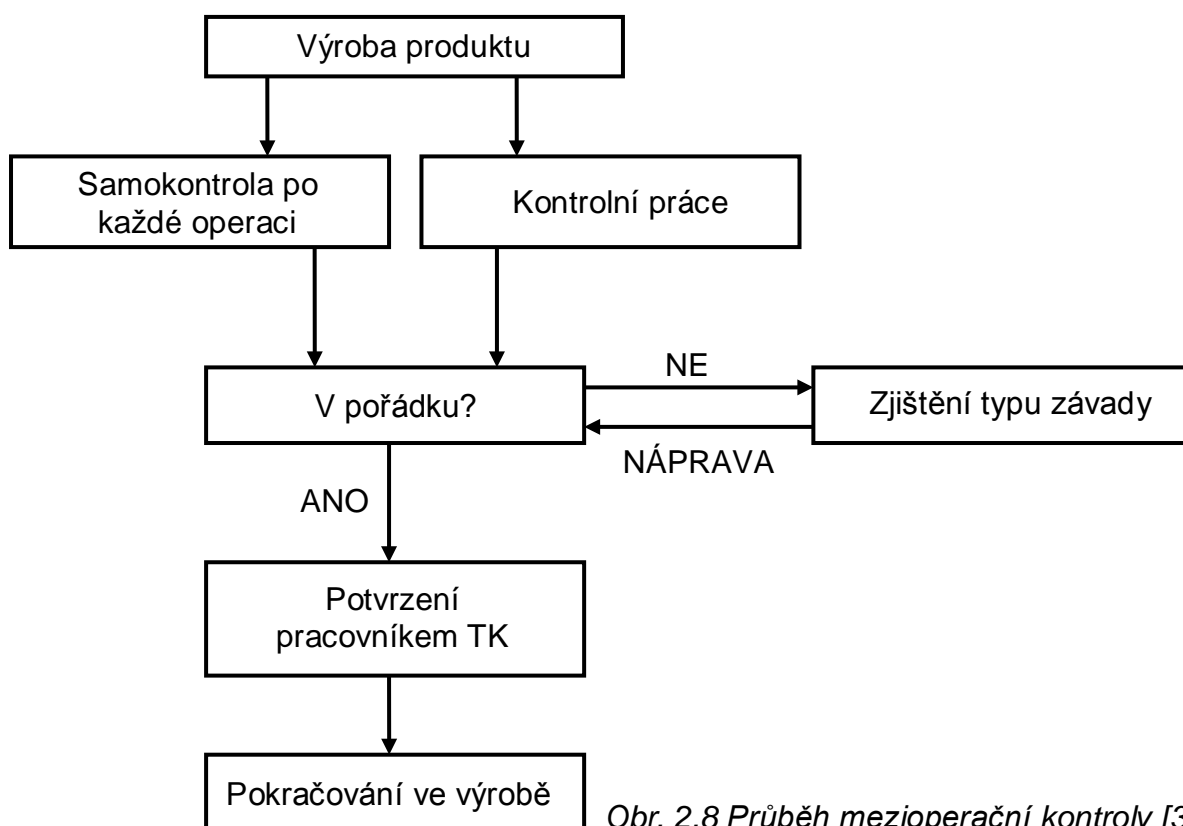 Výroba produktu
Samokontrola po
každé operaci
Kontrolní práce
V pořádku?
NE
Zjištění typu závady
NÁPRAVA
ANO
Potvrzení
pracovníkem TK
Pokračování ve výrobě
Obr. 2.8 Průběh mezioperační kontroly [3